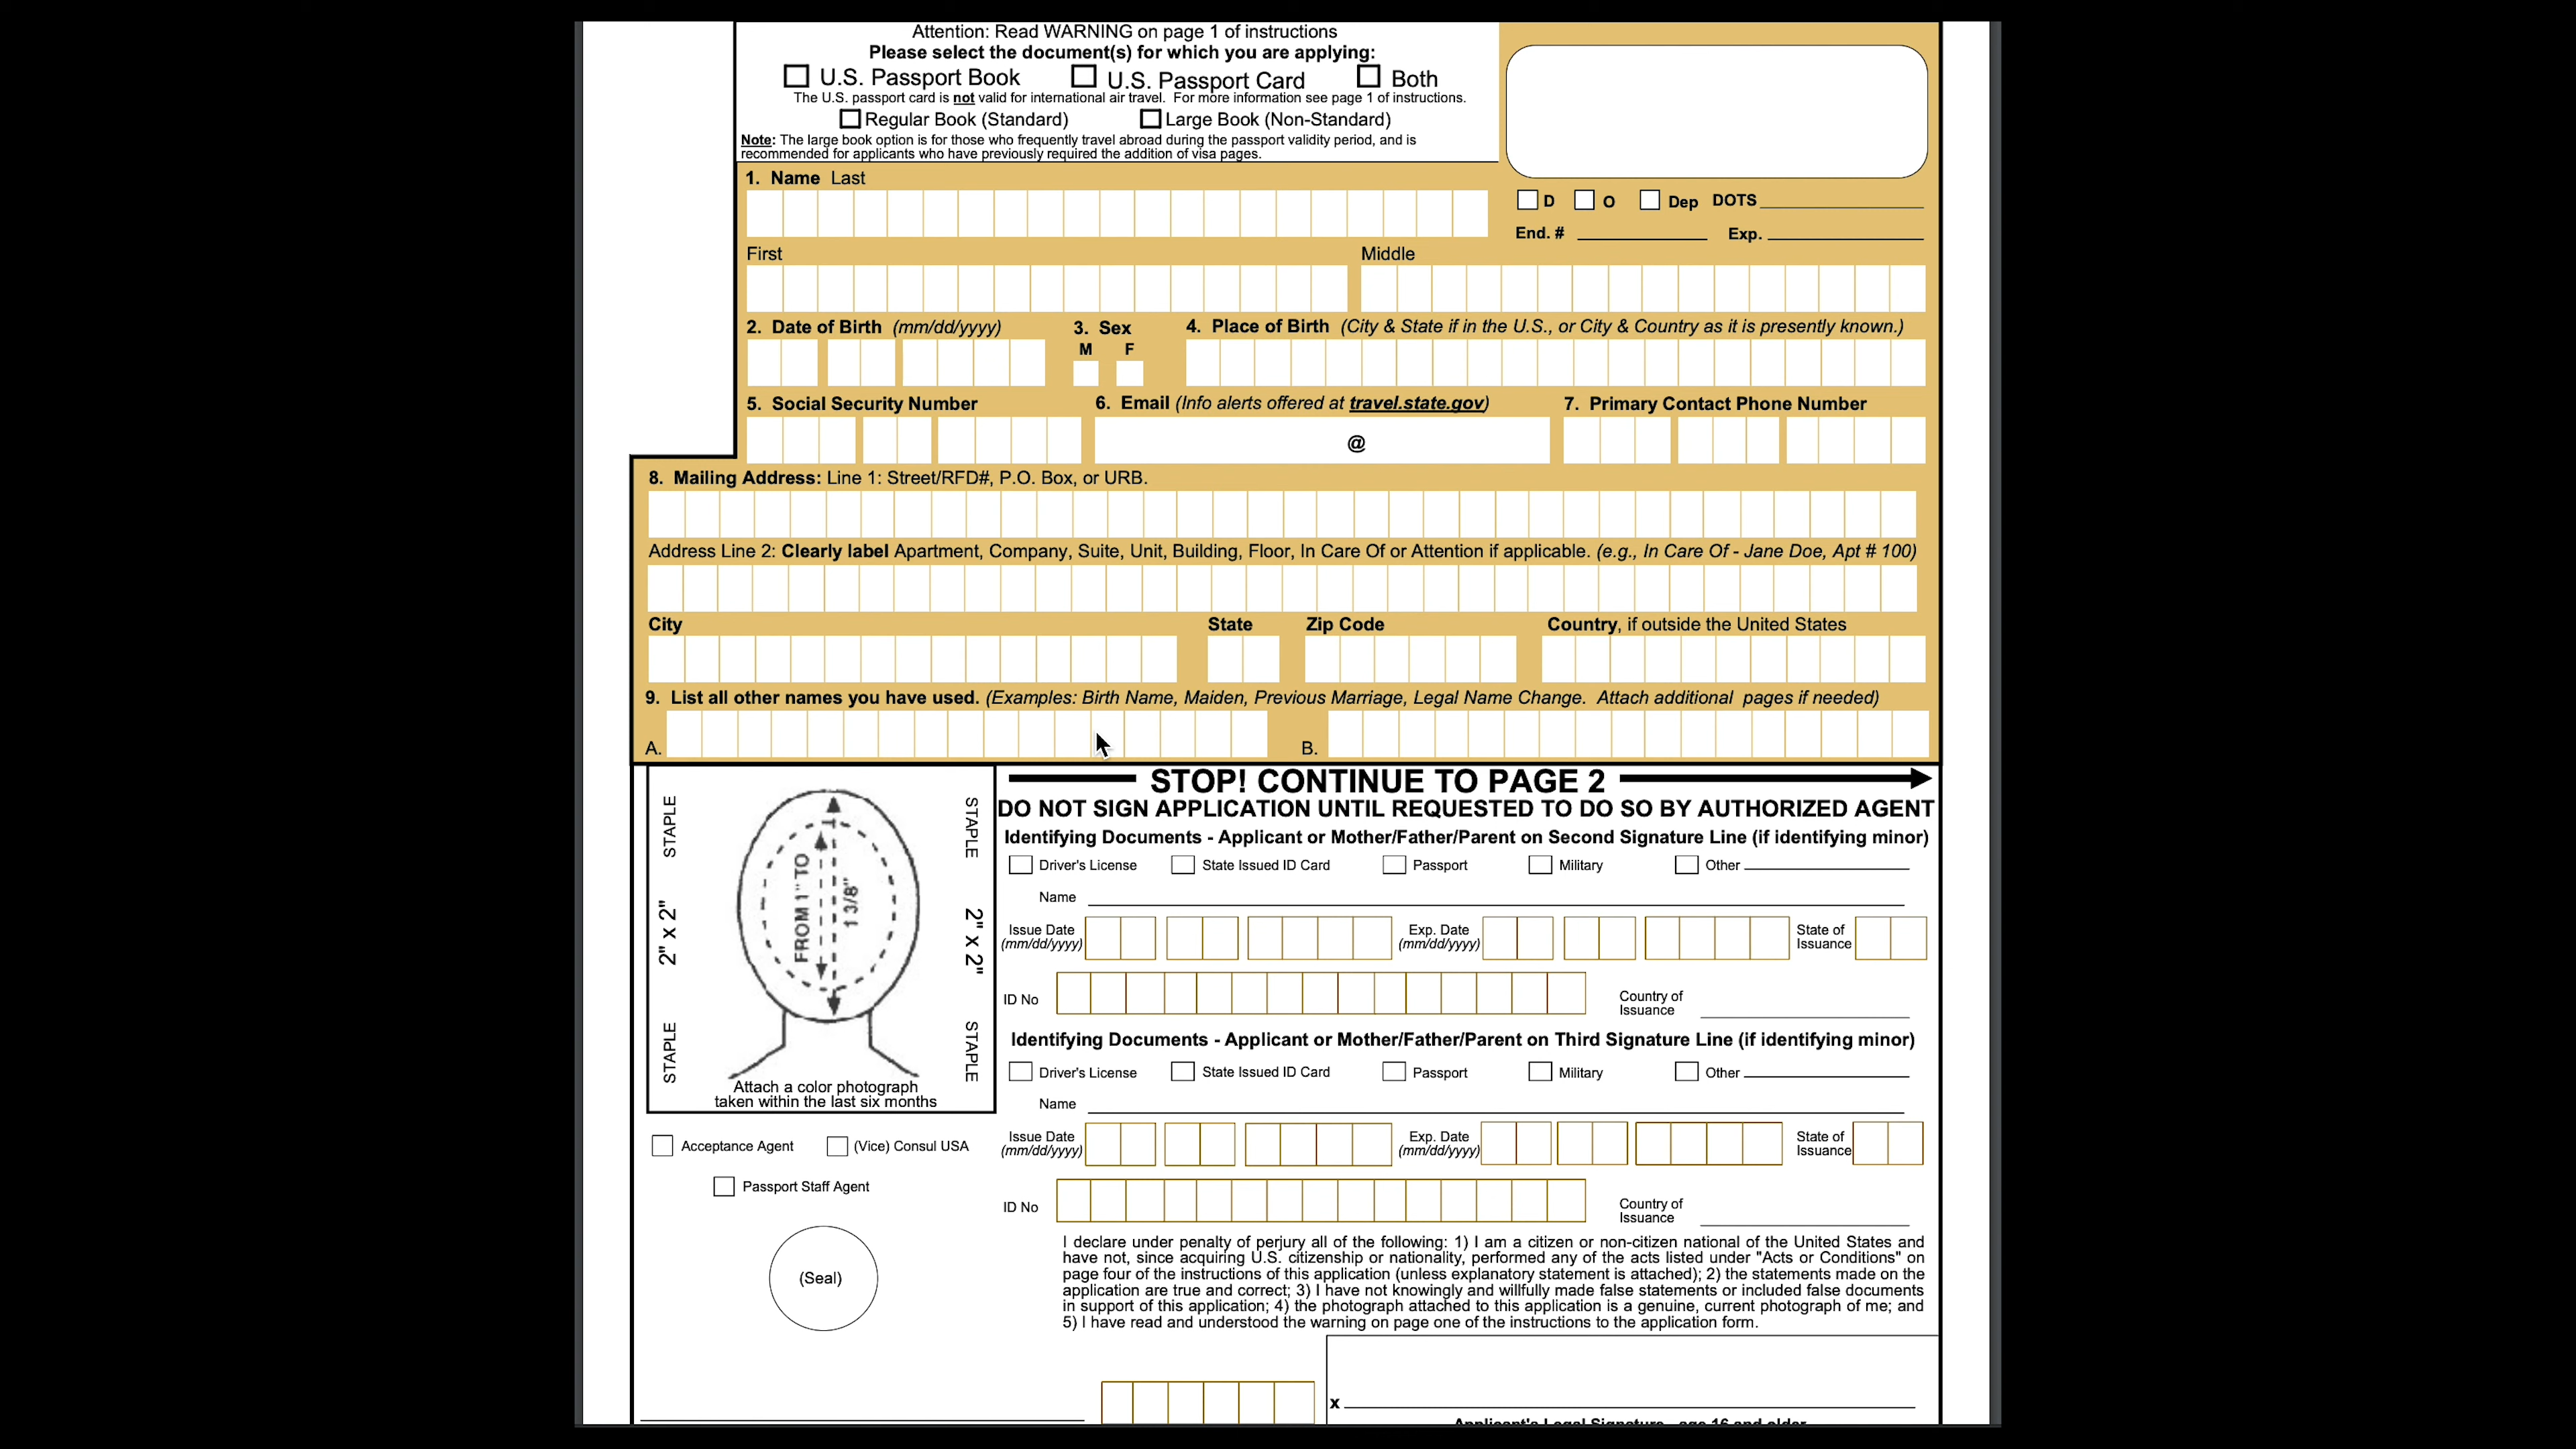 Attention: Read WARNING on page 1 of instructions
Please select the document(s) for which you are applying:
U.S. Passport Book U.S. Passport Card Both
The U.S. passport card is not valid for international air travel. For more information see page 1 of instructions.
Regular Book (Standard) Large Book (Non-Standard)
Note: The large book option is for those who frequently travel abroad during the passport validity period, and is
recommended for applicants who have previously required the addition of visa pages.
1. Name Last
D O Dep DOTS
End. # Exp.
First Middle
2. Date of Birth (mm/dd/yyyy) 3. Sex 4. Place of Birth (City & State if in the U.S., or City & Country as it is presently known.)
M F
5. Social Security Number 6. Email (Info alerts offered at travel.state.gov) 7. Primary Contact Phone Number
@
8. Mailing Address: Line 1: Street/RFD#, P.O. Box, or URB.
Address Line 2: Clearly label Apartment, Company, Suite, Unit, Building, Floor, In Care Of or Attention if applicable. (e.g., In Care Of - Jane Doe, Apt # 100)
City State Zip Code Country, if outside the United States
9. List all other names you have used. (Examples: Birth Name, Maiden, Previous Marriage, Legal Name Change. Attach additional pages if needed)
A. B.
STOP! CONTINUE TO PAGE 2
DO NOT SIGN APPLICATION UNTIL REQUESTED TO DO SO BY AUTHORIZED AGENT
STAPLE 2" x 2" STAPLE
FROM 1" TO
1 3/8"
STAPLE 2" x 2" STAPLE
Attach a color photograph
taken within the last six months
Identifying Documents - Applicant or Mother/Father/Parent on Second Signature Line (if identifying minor)
Driver's License State Issued ID Card Passport Military Other
Name
Issue Date
(mm/dd/yyyy)
Exp. Date
(mm/dd/yyyy)
State of
Issuance
ID No
Country of
Issuance
Identifying Documents - Applicant or Mother/Father/Parent on Third Signature Line (if identifying minor)
Driver's License State Issued ID Card Passport Military Other
Name
Issue Date
(mm/dd/yyyy)
Exp. Date
(mm/dd/yyyy)
State of
Issuance
ID No
Country of
Issuance
Acceptance Agent (Vice) Consul USA
Passport Staff Agent
(Seal)
I declare under penalty of perjury all of the following: 1) I am a citizen or non-citizen national of the United States and
have not, since acquiring U.S. citizenship or nationality, performed any of the acts listed under "Acts or Conditions" on
page four of the instructions of this application (unless explanatory statement is attached); 2) the statements made on the
application are true and correct; 3) I have not knowingly and willfully made false statements or included false documents
in support of this application; 4) the photograph attached to this application is a genuine, current photograph of me; and
5) I have read and understood the warning on page one of the instructions to the application form.
x
Applicant's Legal Signature - age 16 and older